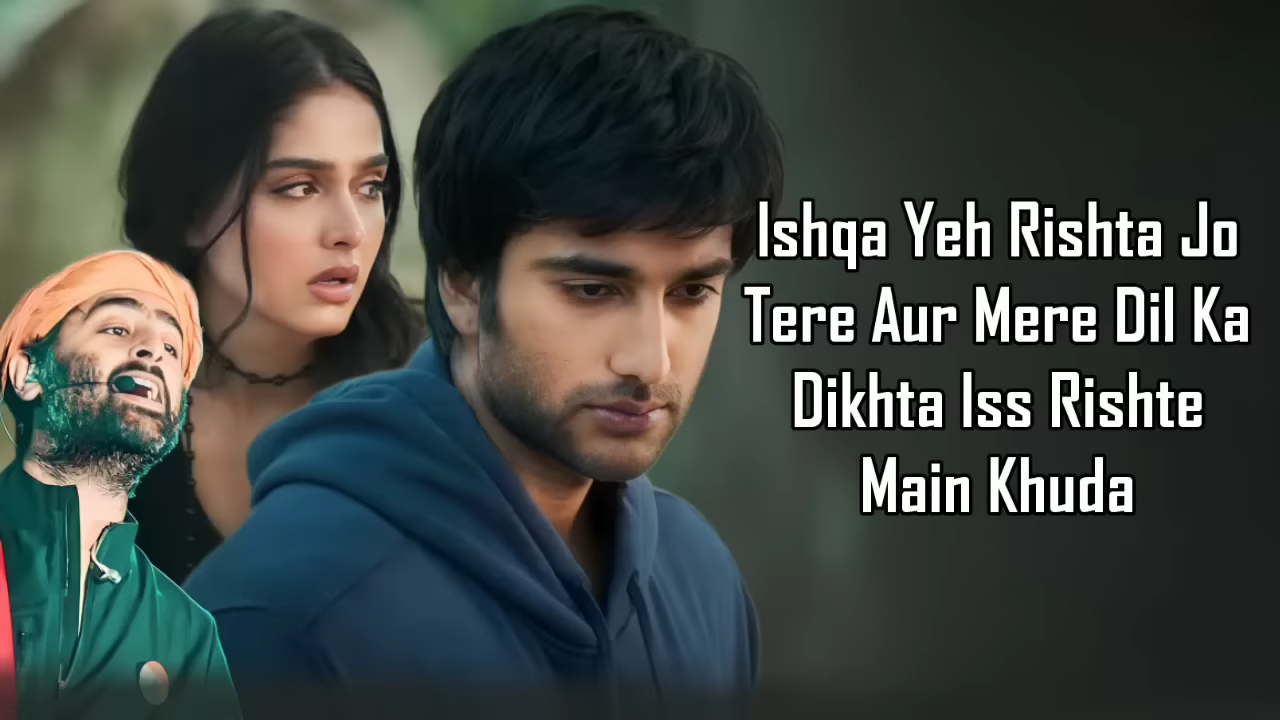 Ishqa Yeh Rishta Jo
Tere Aur Mere Dil Ka
Dikhta Iss Rishte
Main Khuda